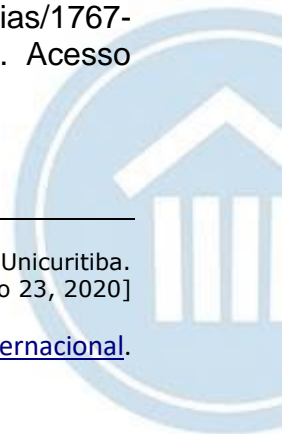 ias/1767-
. Acesso
Unicuritiba.
o 23, 2020]
ernacional.